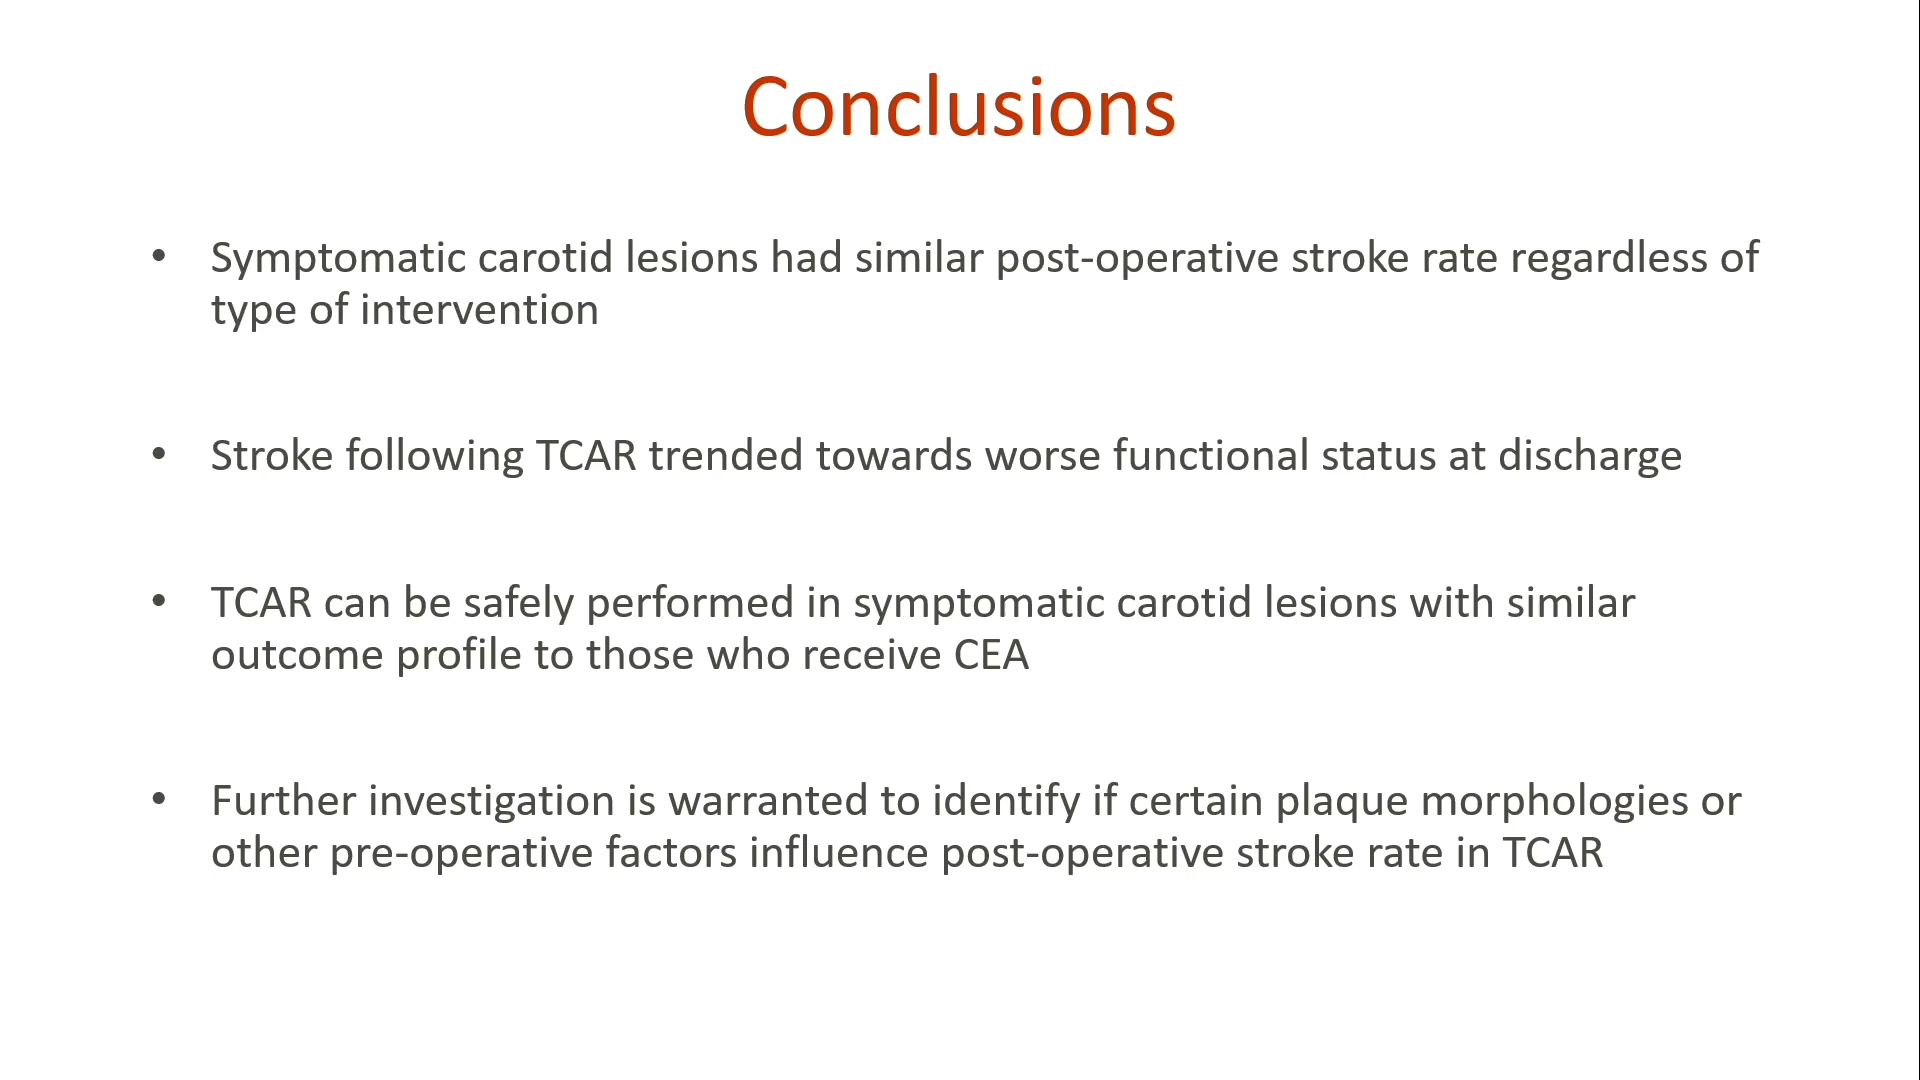 Conclusions
• Symptomatic carotid lesions had similar post-operative stroke rate regardless of
type of intervention
• Stroke following TCAR trended towards worse functional status at discharge
• TCAR can be safely performed in symptomatic carotid lesions with similar
outcome profile to those who receive CEA
• Further investigation is warranted to identify if certain plaque morphologies or
other pre-operative factors influence post-operative stroke rate in TCAR